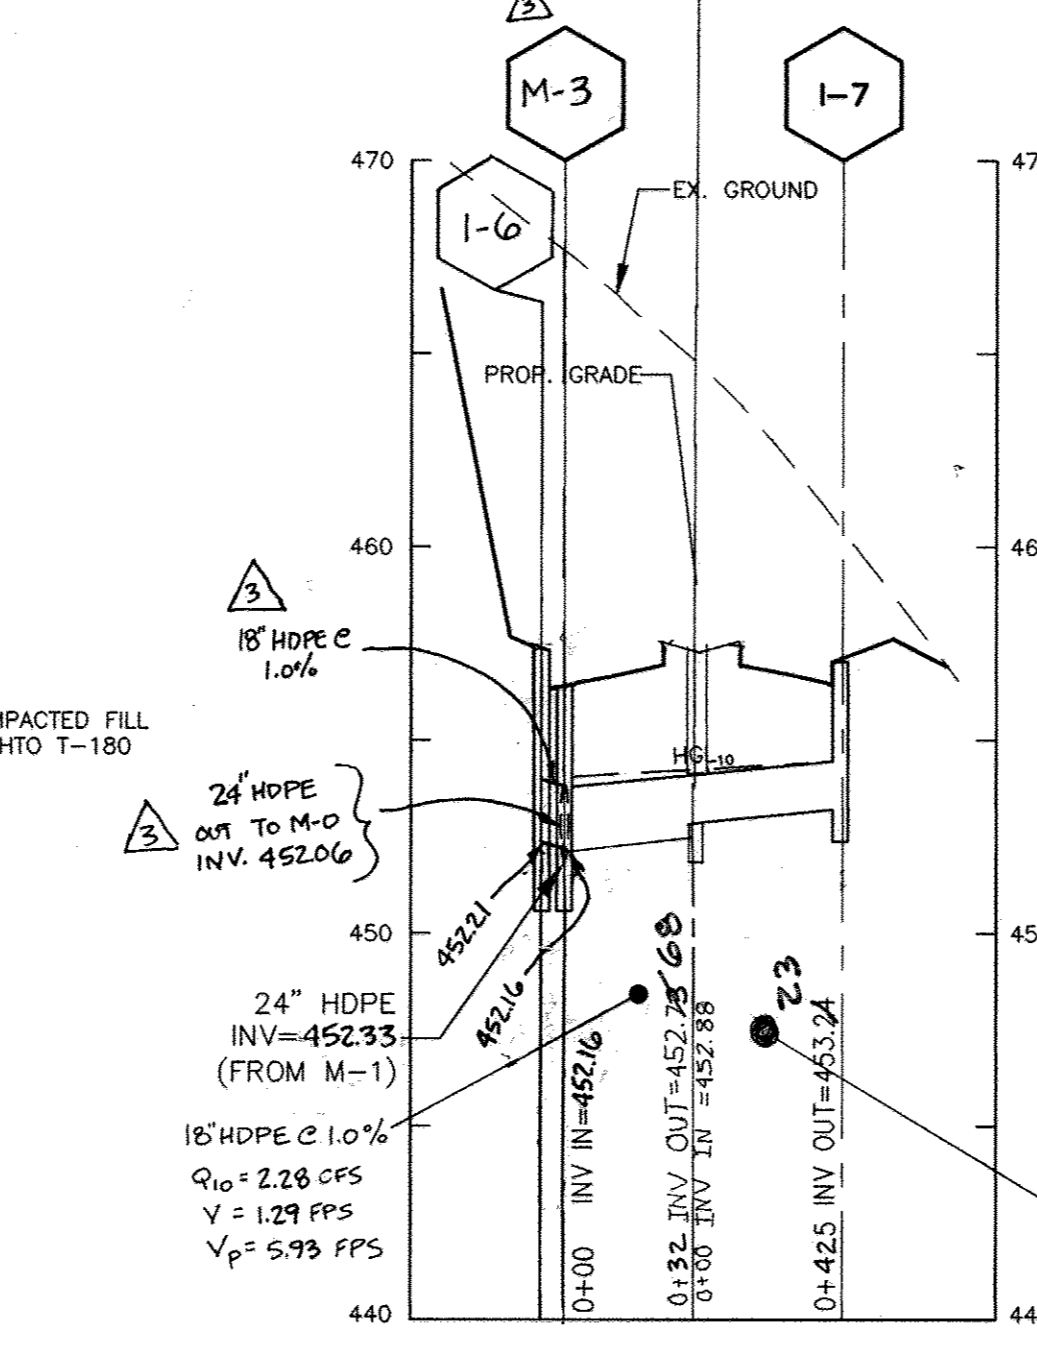 3
M-3
I-7
470
47
I-6
EX. GROUND
PROP. GRADE
460
46
3
18" HDPE @
1.0%
IPACTED FILL
HTO T-180
HGL10
24" HDPE
OUT TO M-0
INV. 452.06
3
452.21
450
45
452.16
68
23
24" HDPE
INV=452.33
(FROM M-1)
18" HDPE @ 1.0%
Q10 = 2.28 CFS
V = 1.29 FPS
Vp = 5.93 FPS
0+00 INV IN=452.16
0+32 INV OUT=452.73
0+00 INV IN =452.88
0+425 INV OUT=453.24
440
44